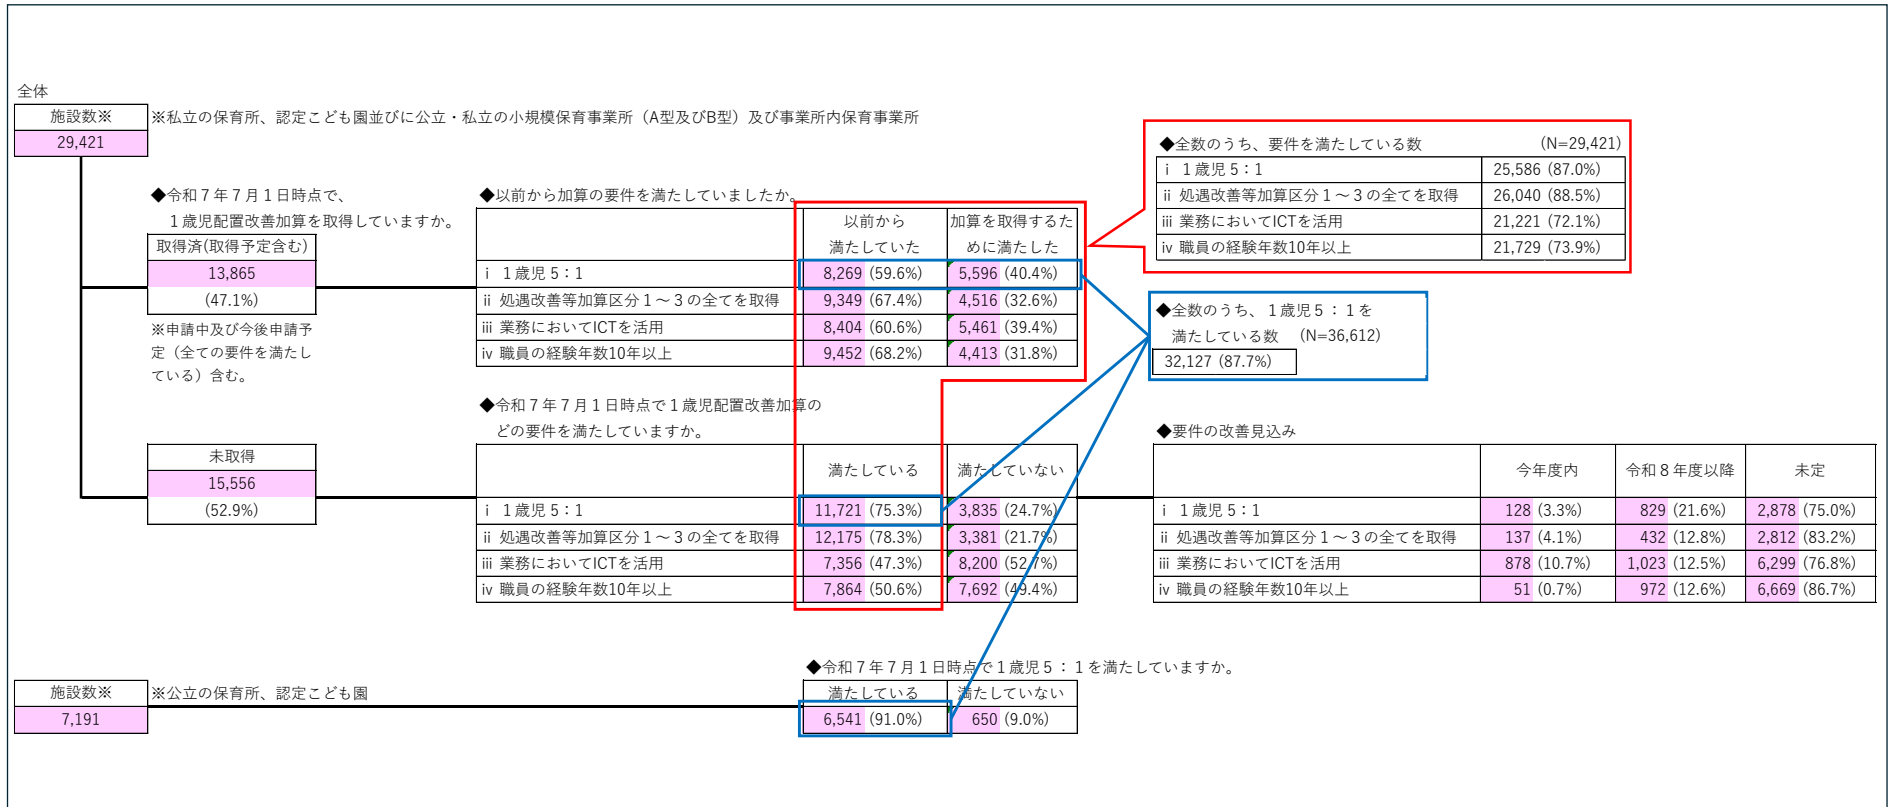 全体
施設数※
29,421
※私立の保育所、認定こども園並びに公立・私立の小規模保育事業所（A型及びB型）及び事業所内保育事業所
◆令和７年７月１日時点で、
１歳児配置改善加算を取得していますか。
取得済(取得予定含む)
13,865
(47.1%)
※申請中及び今後申請予
定（全ての要件を満たし
ている）含む。
◆以前から加算の要件を満たしていましたか。
以前から
満たしていた
加算を取得するた
めに満たした
ⅰ １歳児５：１ 8,269 (59.6%) 5,596 (40.4%)
ⅱ 処遇改善等加算区分１～３の全てを取得 9,349 (67.4%) 4,516 (32.6%)
ⅲ 業務においてICTを活用 8,404 (60.6%) 5,461 (39.4%)
ⅳ 職員の経験年数10年以上 9,452 (68.2%) 4,413 (31.8%)
◆全数のうち、要件を満たしている数 (N=29,421)
ⅰ １歳児５：１ 25,586 (87.0%)
ⅱ 処遇改善等加算区分１～３の全てを取得 26,040 (88.5%)
ⅲ 業務においてICTを活用 21,221 (72.1%)
ⅳ 職員の経験年数10年以上 21,729 (73.9%)
◆全数のうち、１歳児５：１を
満たしている数 (N=36,612)
32,127 (87.7%)
未取得
15,556
(52.9%)
◆令和７年７月１日時点で１歳児配置改善加算の
どの要件を満たしていますか。
満たしている 満たしていない
ⅰ １歳児５：１ 11,721 (75.3%) 3,835 (24.7%)
ⅱ 処遇改善等加算区分１～３の全てを取得 12,175 (78.3%) 3,381 (21.7%)
ⅲ 業務においてICTを活用 7,356 (47.3%) 8,200 (52.7%)
ⅳ 職員の経験年数10年以上 7,864 (50.6%) 7,692 (49.4%)
◆要件の改善見込み
今年度内 令和８年度以降 未定
ⅰ １歳児５：１ 128 (3.3%) 829 (21.6%) 2,878 (75.0%)
ⅱ 処遇改善等加算区分１～３の全てを取得 137 (4.1%) 432 (12.8%) 2,812 (83.2%)
ⅲ 業務においてICTを活用 878 (10.7%) 1,023 (12.5%) 6,299 (76.8%)
ⅳ 職員の経験年数10年以上 51 (0.7%) 972 (12.6%) 6,669 (86.7%)
施設数※
7,191
※公立の保育所、認定こども園
◆令和７年７月１日時点で１歳児５：１を満たしていますか。
満たしている 満たしていない
6,541 (91.0%) 650 (9.0%)